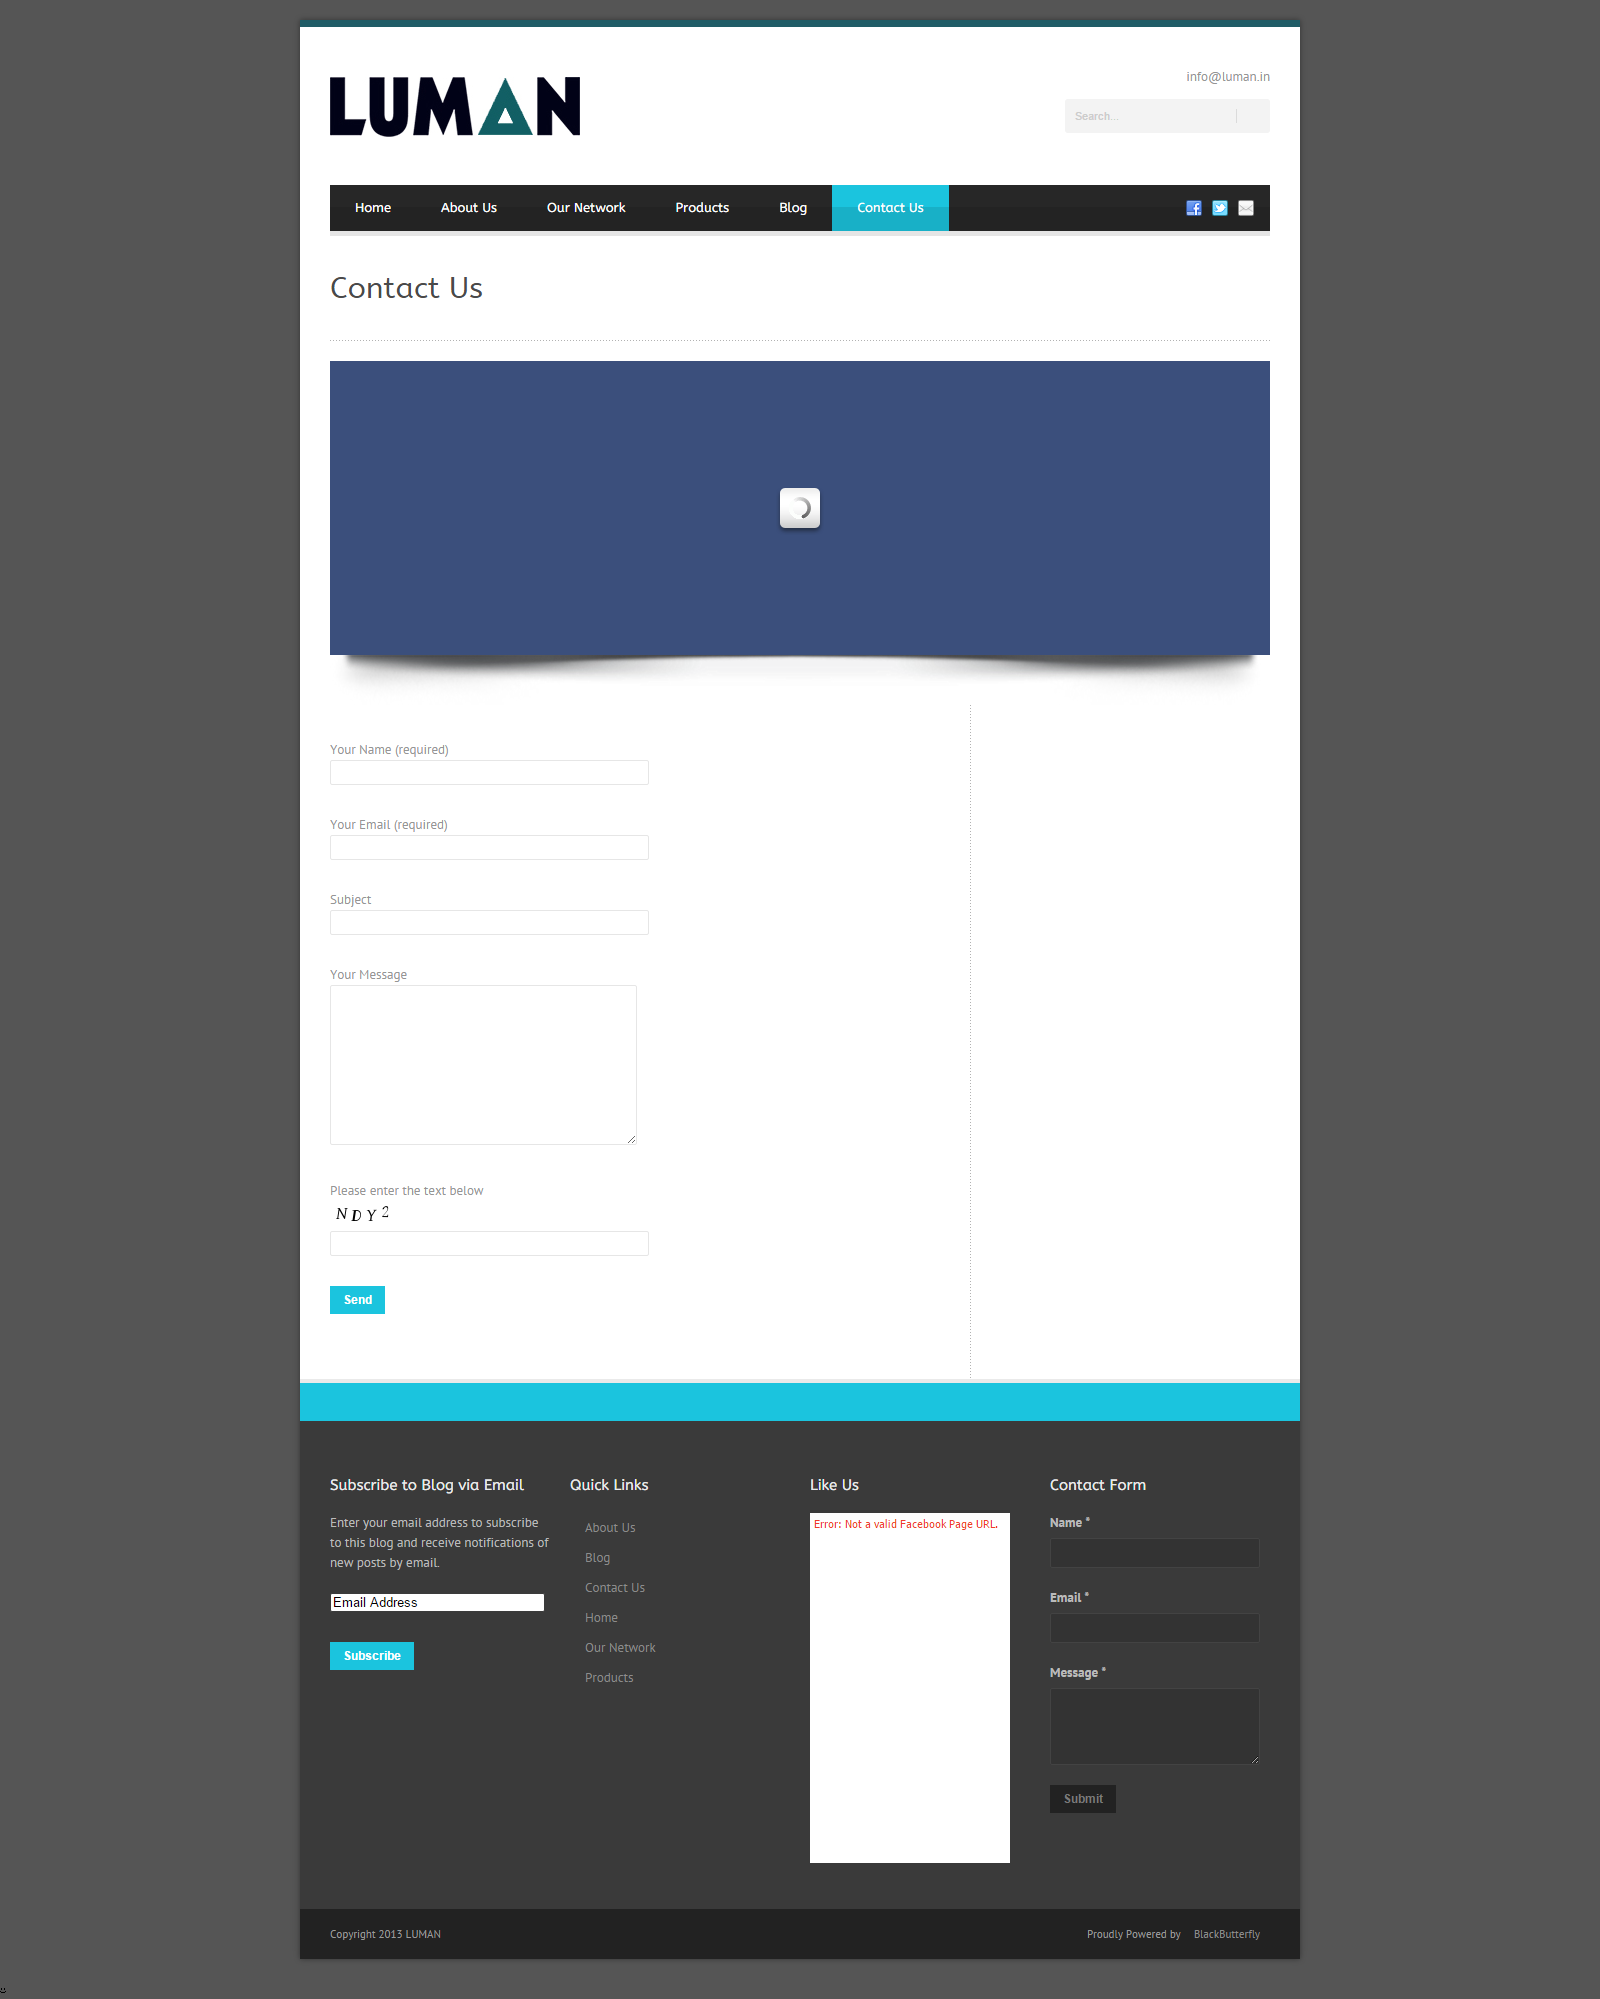 LUMAN
info@luman.in
Search...
Home
About Us
Our Network
Products
Blog
Contact Us
Contact Us
Your Name (required)
Your Email (required)
Subject
Your Message
Please enter the text below
NDY2
Send
Subscribe to Blog via Email
Enter your email address to subscribe
to this blog and receive notifications of
new posts by email.
Email Address
Subscribe
Quick Links
About Us
Blog
Contact Us
Home
Our Network
Products
Like Us
Error: Not a valid Facebook Page URL.
Contact Form
Name *
Email *
Message *
Submit
Copyright 2013 LUMAN
Proudly Powered by BlackButterfly